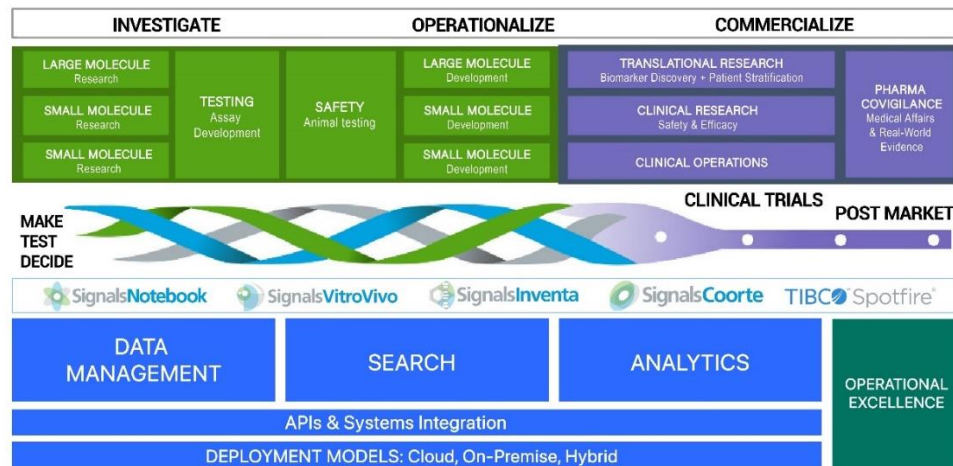 INVESTIGATE
OPERATIONALIZE
COMMERCIALIZE
LARGE MOLECULE
Research
SMALL MOLECULE
Research
SMALL MOLECULE
Research
TESTING
Assay
Development
SAFETY
Animal testing
LARGE MOLECULE
Development
SMALL MOLECULE
Development
SMALL MOLECULE
Development
TRANSLATIONAL RESEARCH
Biomarker Discovery + Patient Stratification
CLINICAL RESEARCH
Safety & Efficacy
CLINICAL OPERATIONS
PHARMA
COVIGILANCE
Medical Affairs
& Real-World
Evidence
MAKE
TEST
DECIDE
CLINICAL TRIALS
POST MARKET
SignalsNotebook
SignalsVitroVivo
SignalsInventa
SignalsCoorte
TIBCO Spotfire®
DATA
MANAGEMENT
SEARCH
ANALYTICS
OPERATIONAL
EXCELLENCE
APIs & Systems Integration
DEPLOYMENT MODELS: Cloud, On-Premise, Hybrid